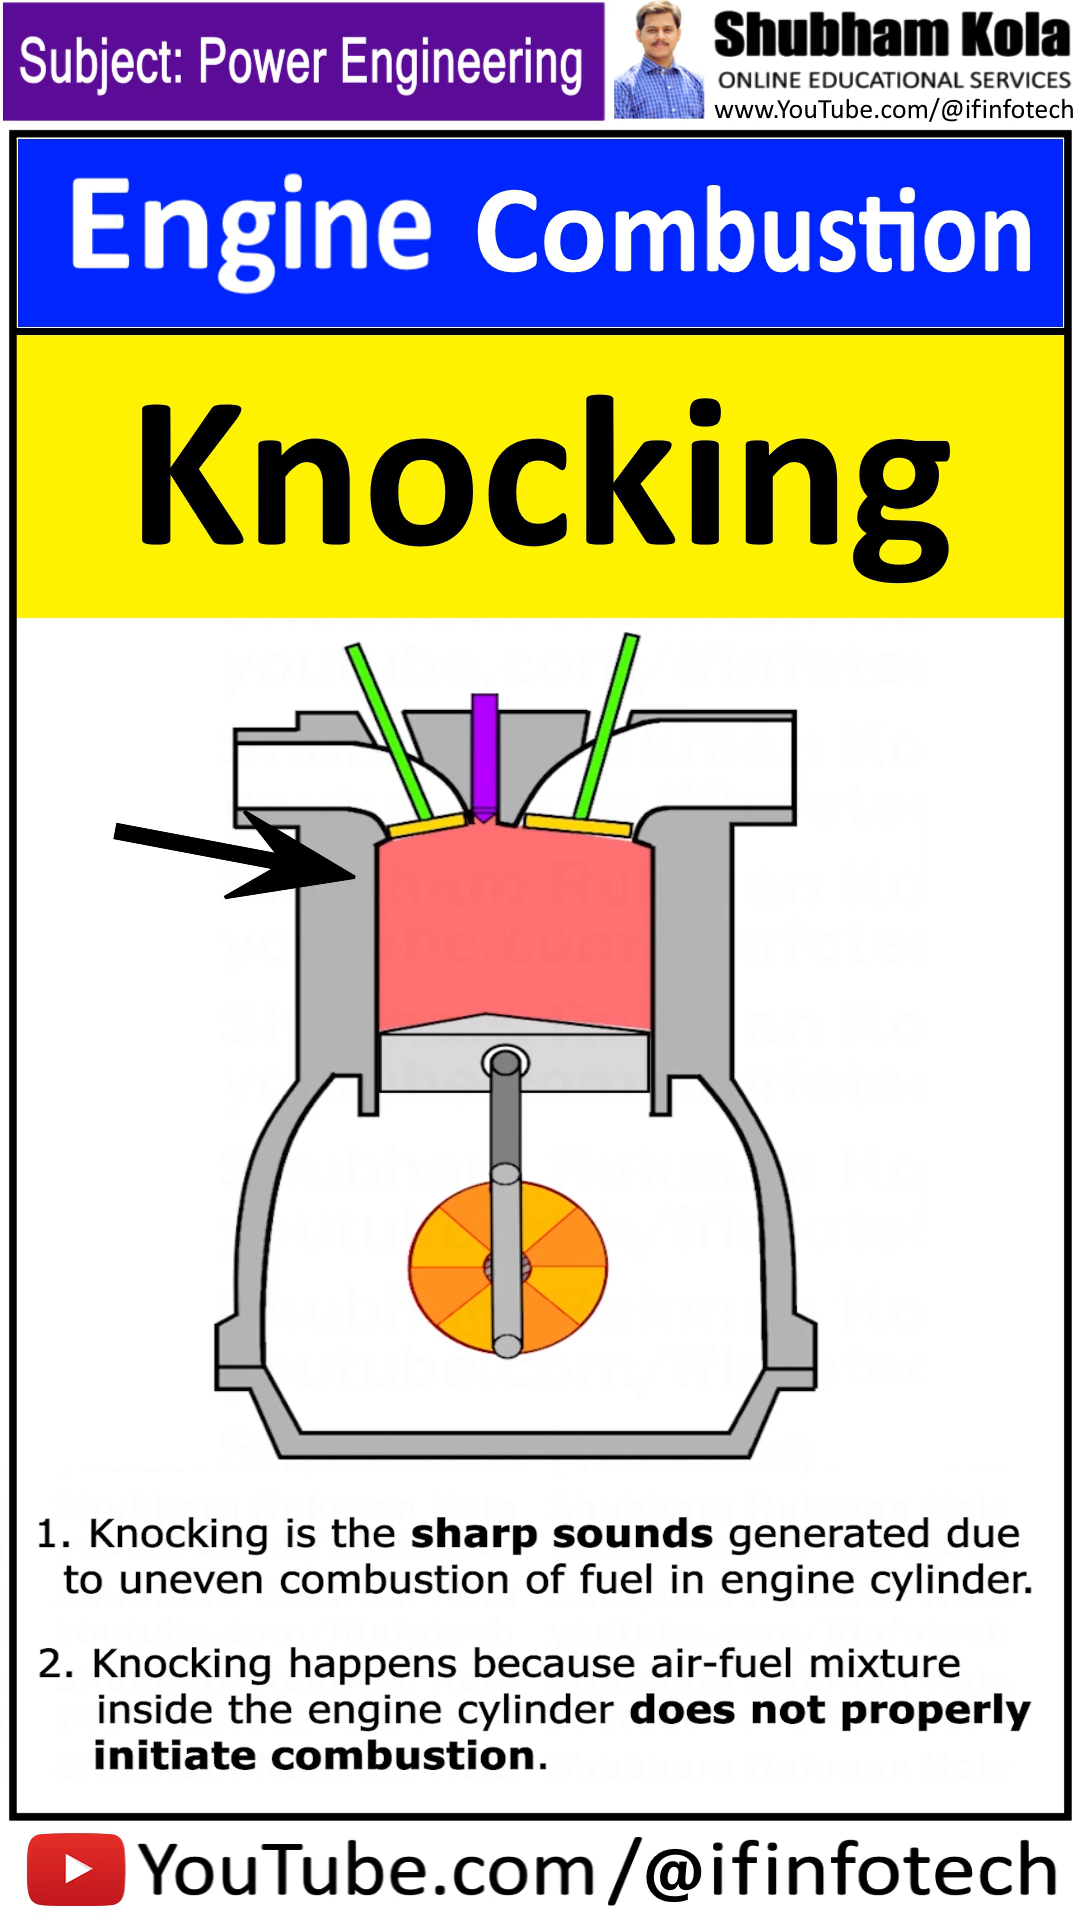 Subject: Power Engineering
Shubham Kola
ONLINE EDUCATIONAL SERVICES
www.YouTube.com/@ifinfotech
Engine Combustion
Knocking
1. Knocking is the sharp sounds generated due
to uneven combustion of fuel in engine cylinder.
2. Knocking happens because air-fuel mixture
inside the engine cylinder does not properly
initiate combustion.
YouTube.com/@ifinfotech